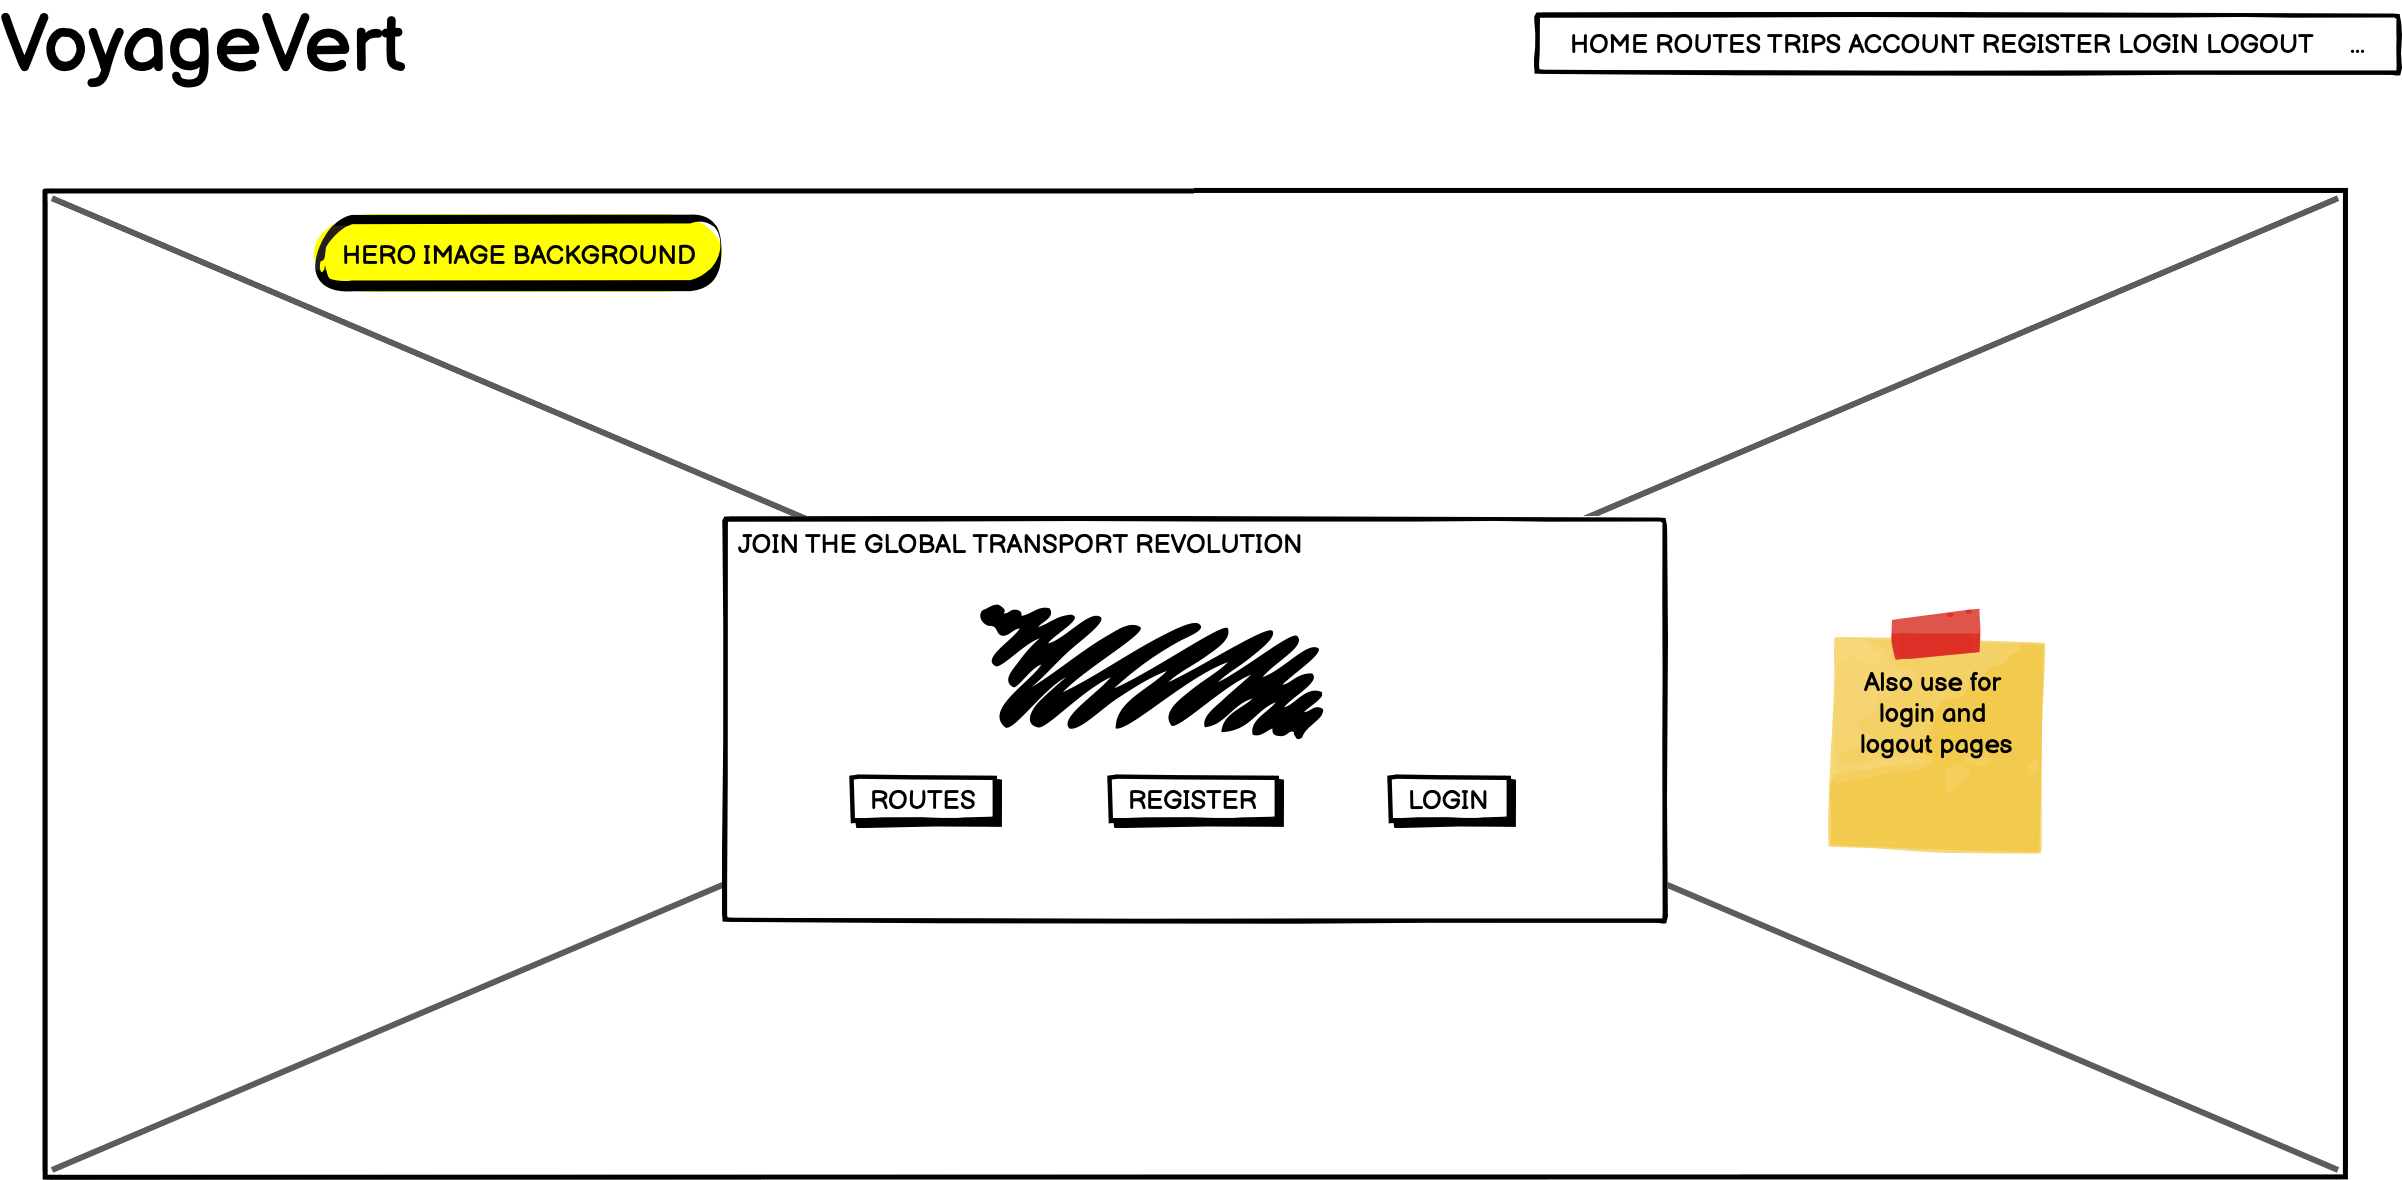 VoyageVert
HOME ROUTES TRIPS ACCOUNT REGISTER LOGIN LOGOUT ...
HERO IMAGE BACKGROUND
JOIN THE GLOBAL TRANSPORT REVOLUTION
ROUTES REGISTER LOGIN
Also use for
login and
logout pages